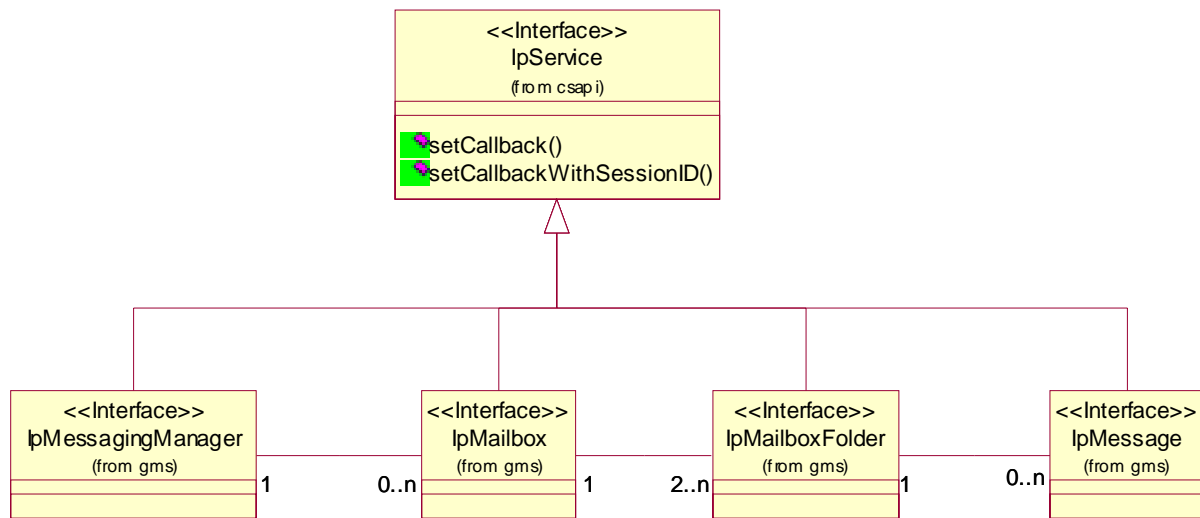 <<Interface>>
IpService
(from csapi)
setCallback()
setCallbackWithSessionID()
<<Interface>>
IpMessagingManager
(from gms)
<<Interface>>
IpMailbox
(from gms)
<<Interface>>
IpMailboxFolder
(from gms)
<<Interface>>
IpMessage
(from gms)
1
0..n
1
2..n
1
0..n